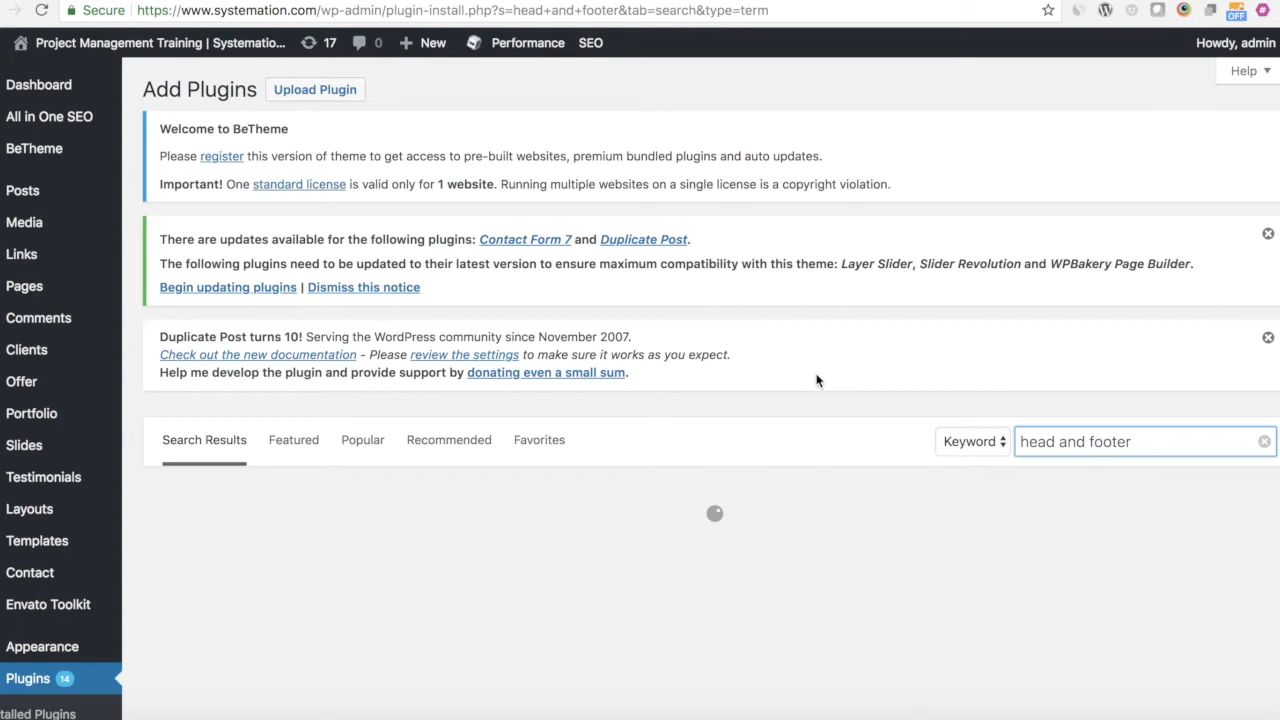 Secure https://www.systemation.com/wp-admin/plugin-install.php?s=head+and+footer&tab=search&type=term
OFF
Project Management Training | Systematio... 17 0 New Performance SEO Howdy, admin
Help
Dashboard
All in One SEO
BeTheme
Posts
Media
Links
Pages
Comments
Clients
Offer
Portfolio
Slides
Testimonials
Layouts
Templates
Contact
Envato Toolkit
Appearance
Plugins 14
talled Plugins
Add Plugins Upload Plugin
Welcome to BeTheme
Please register this version of theme to get access to pre-built websites, premium bundled plugins and auto updates.
Important! One standard license is valid only for 1 website. Running multiple websites on a single license is a copyright violation.
There are updates available for the following plugins: Contact Form 7 and Duplicate Post.
The following plugins need to be updated to their latest version to ensure maximum compatibility with this theme: Layer Slider, Slider Revolution and WPBakery Page Builder.
Begin updating plugins | Dismiss this notice
Duplicate Post turns 10! Serving the WordPress community since November 2007.
Check out the new documentation - Please review the settings to make sure it works as you expect.
Help me develop the plugin and provide support by donating even a small sum.
Search Results Featured Popular Recommended Favorites Keyword head and footer